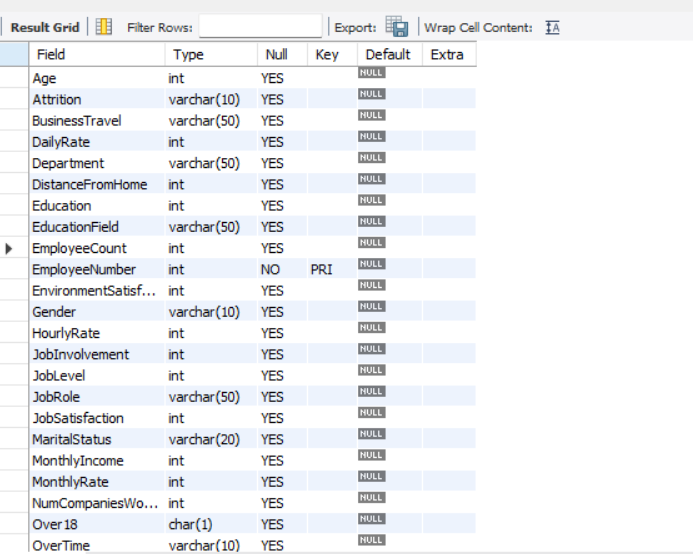 Result Grid Filter Rows: Export: Wrap Cell Content:
Field Type Null Key Default Extra
Age int YES NULL
Attrition varchar(10) YES NULL
BusinessTravel varchar(50) YES NULL
DailyRate int YES NULL
Department varchar(50) YES NULL
DistanceFromHome int YES NULL
Education int YES NULL
EducationField varchar(50) YES NULL
EmployeeCount int YES NULL
EmployeeNumber int NO PRI NULL
EnvironmentSatisf... int YES NULL
Gender varchar(10) YES NULL
HourlyRate int YES NULL
JobInvolvement int YES NULL
JobLevel int YES NULL
JobRole varchar(50) YES NULL
JobSatisfaction int YES NULL
MaritalStatus varchar(20) YES NULL
MonthlyIncome int YES NULL
MonthlyRate int YES NULL
NumCompaniesWo... int YES NULL
Over18 char(1) YES NULL
OverTime varchar(10) YES NULL